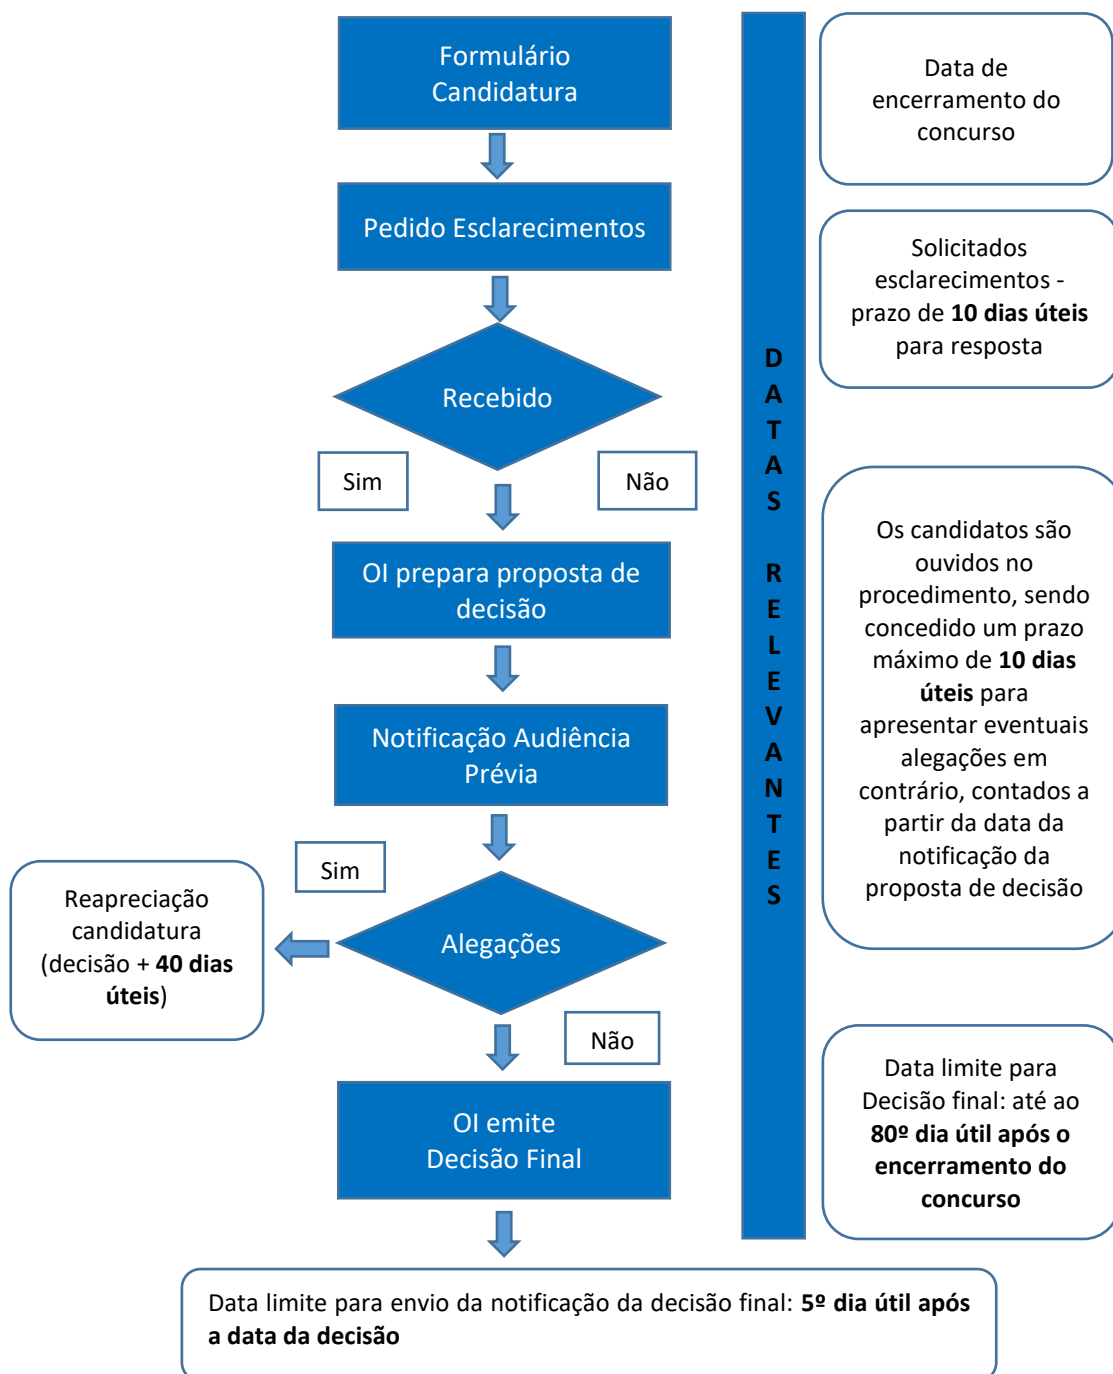 Formulário
Candidatura
Data de
encerramento do
concurso
Pedido Esclarecimentos
Solicitados
esclarecimentos -
prazo de 10 dias úteis
para resposta
Recebido
Sim
Não
DATAS RELEVANTES
OI prepara proposta de
decisão
Os candidatos são
ouvidos no
procedimento, sendo
concedido um prazo
máximo de 10 dias
úteis para
apresentar eventuais
alegações em
contrário, contados a
partir da data da
notificação da
proposta de decisão
Notificação Audiência
Prévia
Sim
Reapreciação
candidatura
(decisão + 40 dias
úteis)
Alegações
Não
OI emite
Decisão Final
Data limite para
Decisão final: até ao
80º dia útil após o
encerramento do
concurso
Data limite para envio da notificação da decisão final: 5º dia útil após
a data da decisão